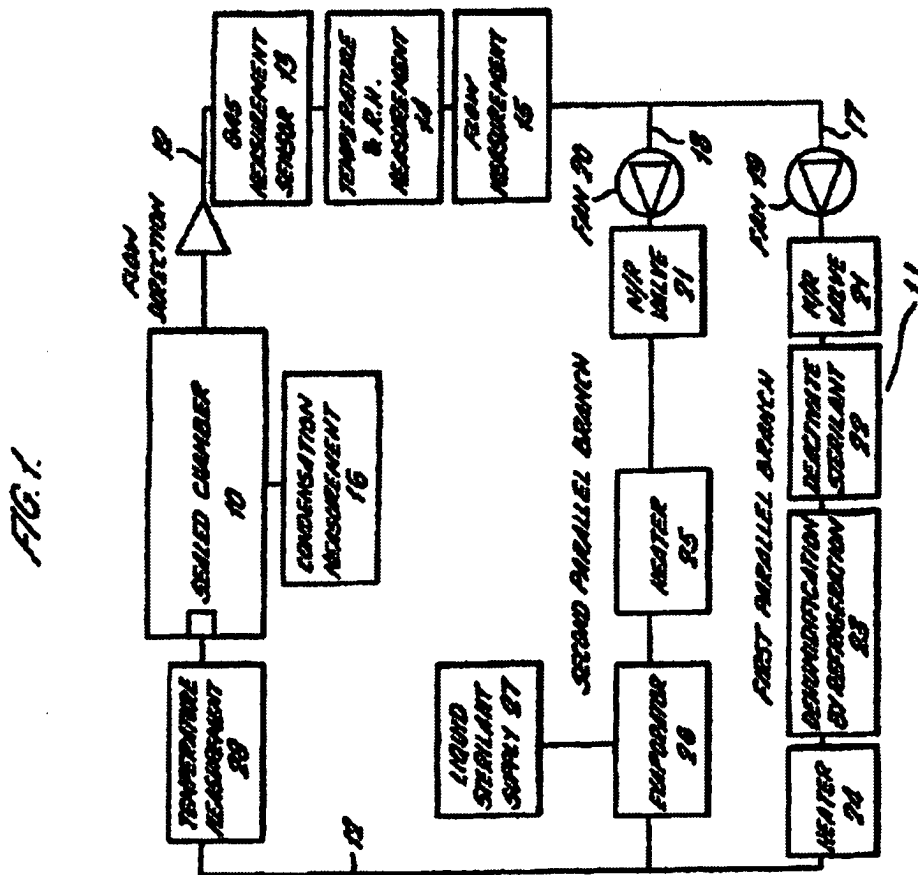 FIG. 1.
TEMPERATURE
MEASUREMENT
28
SEALED CHAMBER
10
FLOW
DIRECTION
12
GAS
MEASUREMENT
SENSOR 13
CONDENSATION
MEASUREMENT
16
TEMPERATURE
& R.H.
MEASUREMENT
14
FLOW
MEASUREMENT
15
12
LIQUID
STERILANT
SUPPLY 27
SECOND PARALLEL BRANCH
FAN 20
EVAPORATOR
26
HEATER
25
N/R
VALVE
21
18
FIRST PARALLEL BRANCH
FAN 19
HEATER
24
DEHUMIDIFICATION
BY REFRIGERATION
23
DEACTIVATE
STERILANT
22
N/R
VALVE
21
17
11